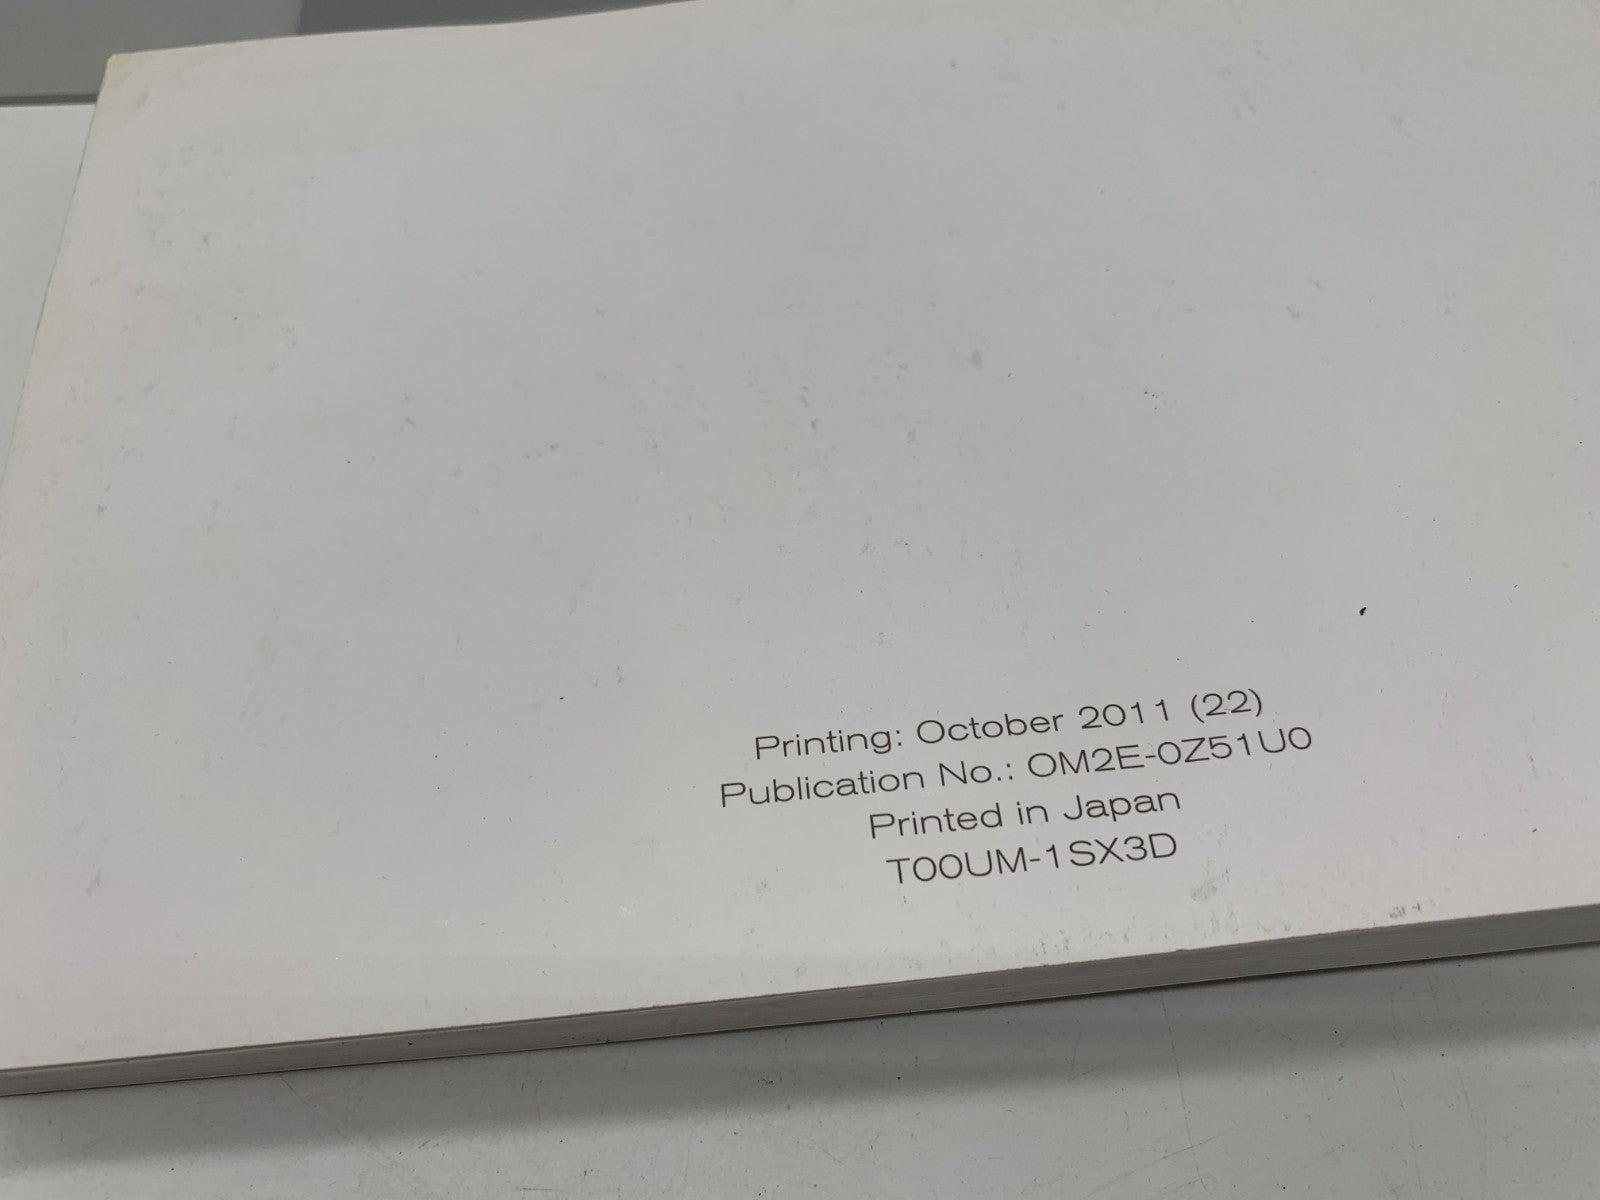 Printing: October 2011 (22)
Publication No.: OM2E-0Z51U0
Printed in Japan
T00UM-1SX3D